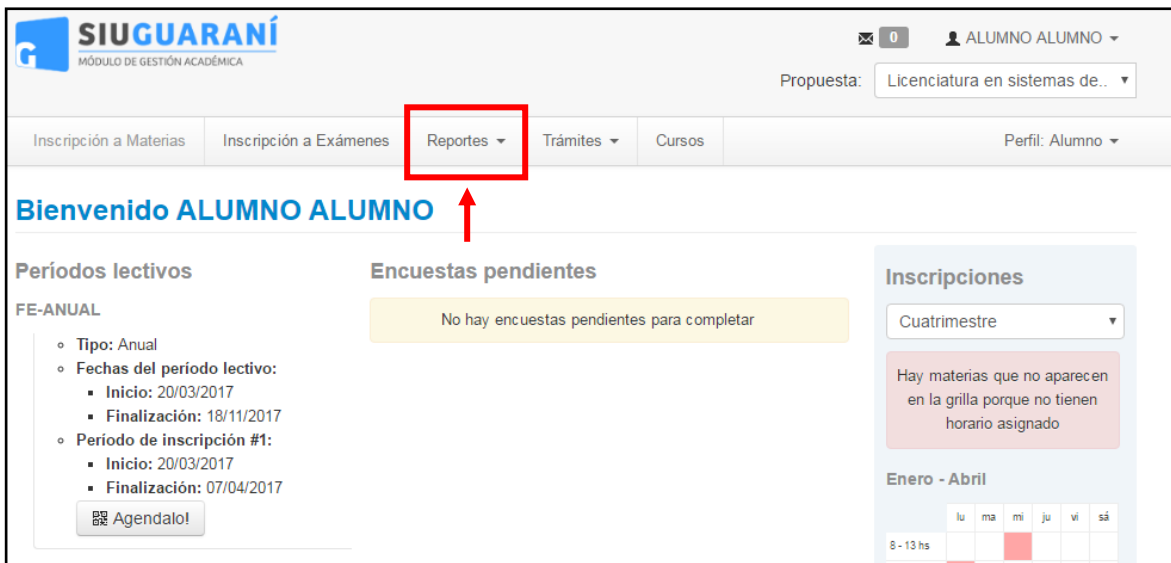 SIUGUARANÍ
G
MÓDULO DE GESTIÓN ACADÉMICA
0
ALUMNO ALUMNO
Propuesta: Licenciatura en sistemas de..
Inscripción a Materias Inscripción a Exámenes Reportes Trámites Cursos Perfil: Alumno
Bienvenido ALUMNO ALUMNO
Períodos lectivos
FE-ANUAL
Tipo: Anual
Fechas del período lectivo:
Inicio: 20/03/2017
Finalización: 18/11/2017
Período de inscripción #1:
Inicio: 20/03/2017
Finalización: 07/04/2017
Agendalo!
Encuestas pendientes
No hay encuestas pendientes para completar
Inscripciones
Cuatrimestre
Hay materias que no aparecen
en la grilla porque no tienen
horario asignado
Enero - Abril
lu ma mi ju vi sá
8 - 13 hs